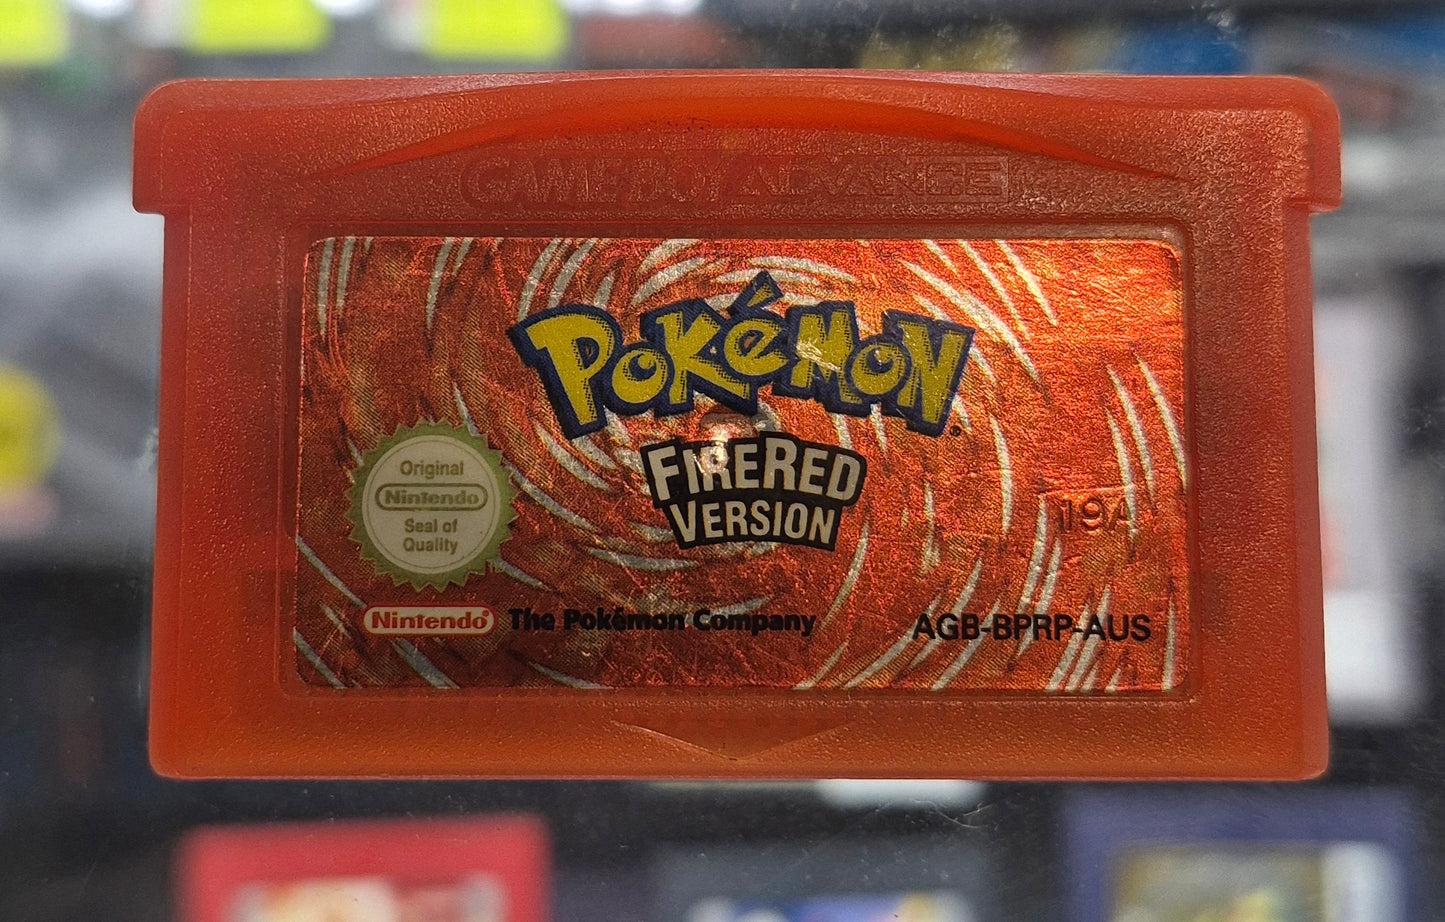 GAME BOY ADVANCE
POKéMON
FIRERED
VERSION
Original
Nintendo
Seal of
Quality
19A
Nintendo® The Pokémon Company
AGB-BPRP-AUS